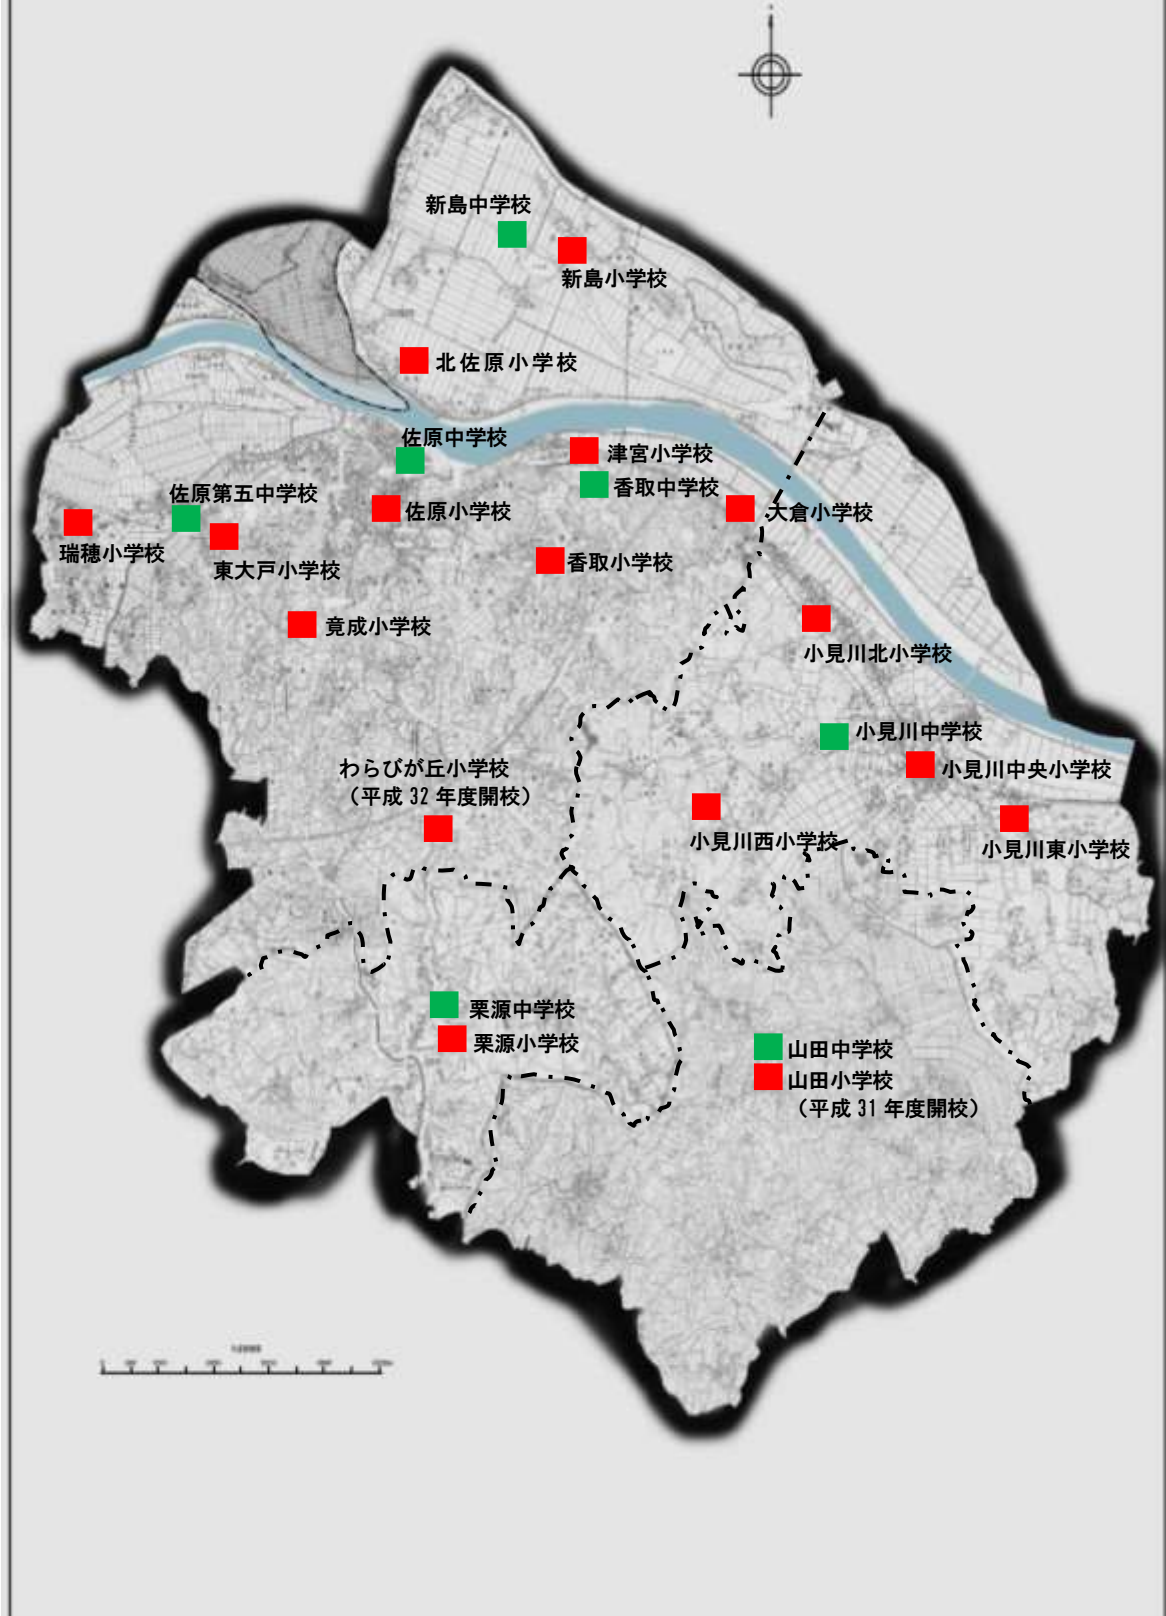 新島中学校
新島小学校
北佐原小学校
佐原中学校
津宮小学校
香取中学校
佐原第五中学校
佐原小学校
大倉小学校
瑞穂小学校
東大戸小学校
香取小学校
竟成小学校
小見川北小学校
小見川中学校
小見川中央小学校
わらびが丘小学校
（平成 32 年度開校）
小見川西小学校
小見川東小学校
栗源中学校
栗源小学校
山田中学校
山田小学校
（平成 31 年度開校）